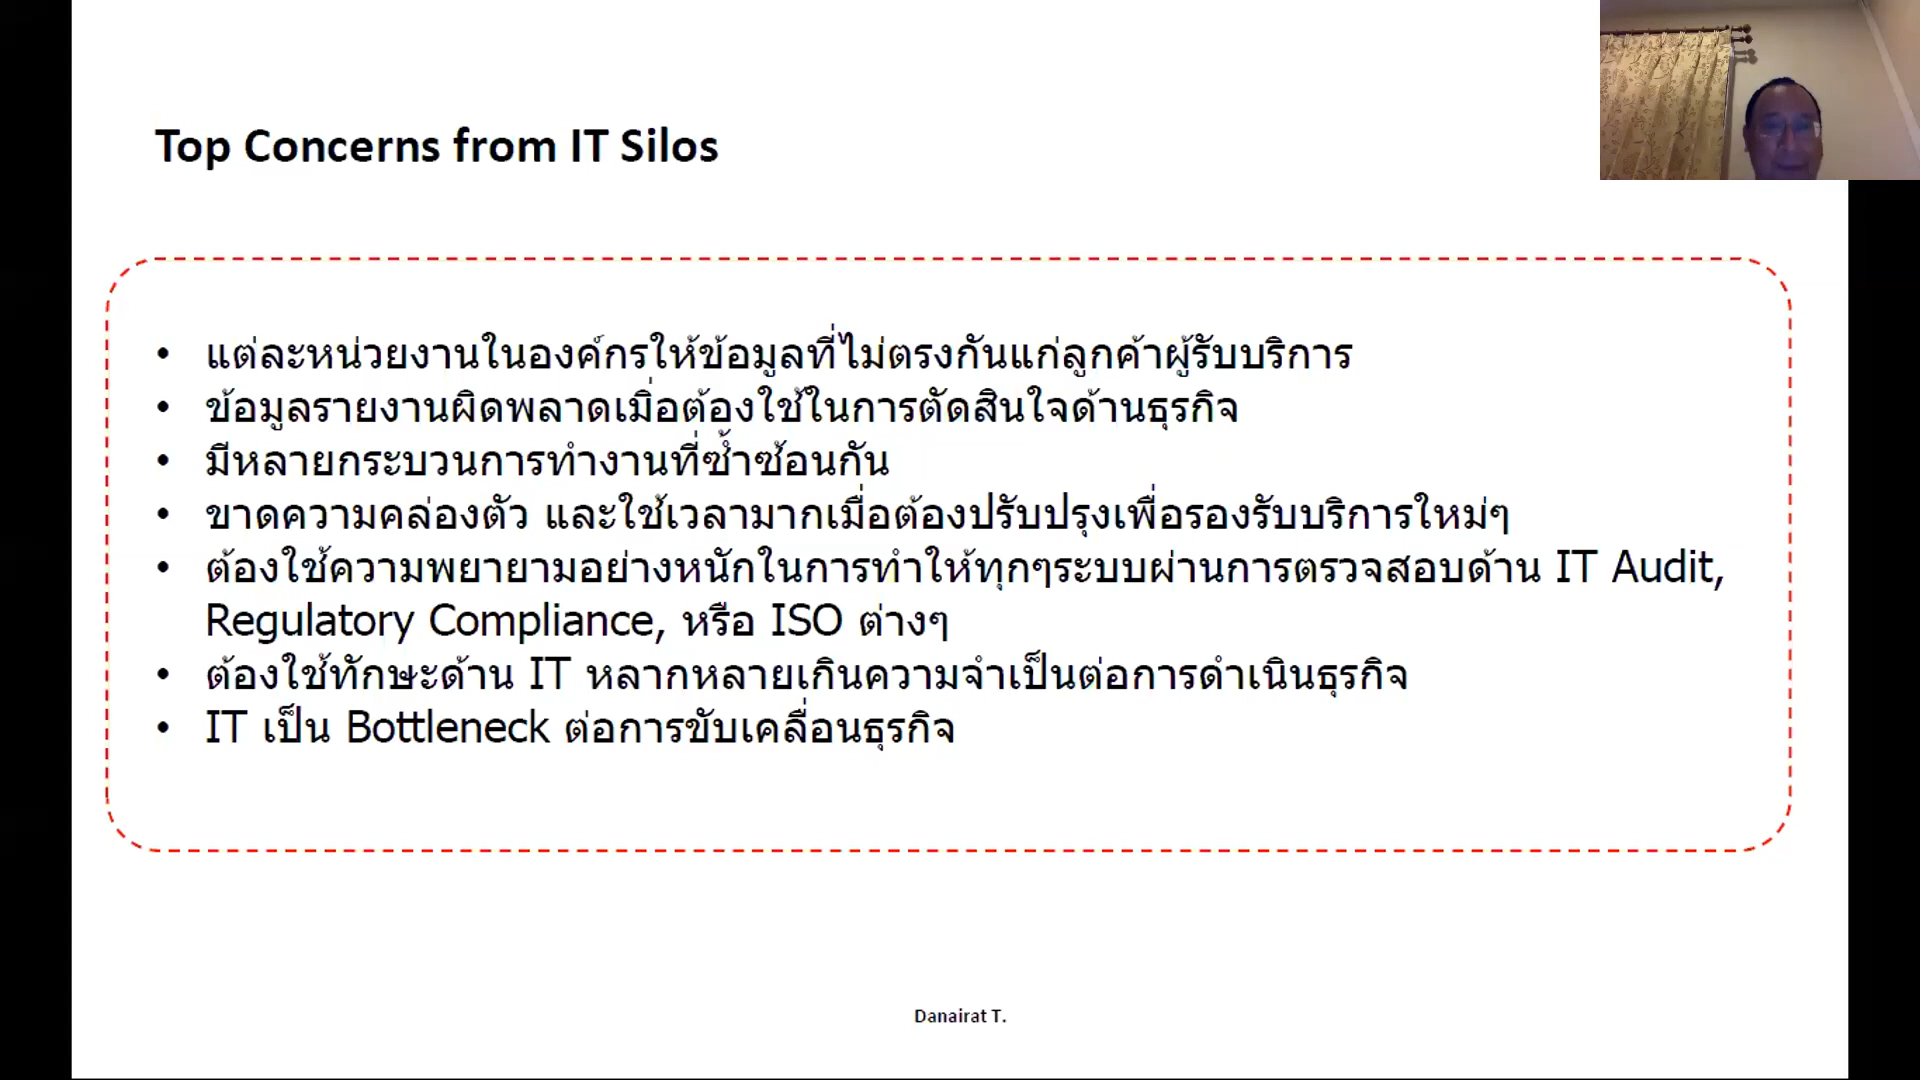 Top Concerns from IT Silos
• แต่ละหน่วยงานในองค์กรให้ข้อมูลที่ไม่ตรงกันแก่ลูกค้าผู้รับบริการ
• ข้อมูลรายงานผิดพลาดเมิ่อต้องใช้ในการตัดสินใจด้านธุรกิจ
• มีหลายกระบวนการทำงานที่ซ้ำซ้อนกัน
• ขาดความคล่องตัว และใช้เวลามากเมื่อต้องปรับปรุงเพื่อรองรับบริการใหม่ๆ
• ต้องใช้ความพยายามอย่างหนักในการทำให้ทุกๆระบบผ่านการตรวจสอบด้าน IT Audit,
Regulatory Compliance, หรือ ISO ต่างๆ
• ต้องใช้ทักษะด้าน IT หลากหลายเกินความจำเป็นต่อการดำเนินธุรกิจ
• IT เป็น Bottleneck ต่อการขับเคลื่อนธุรกิจ
Danairat T.